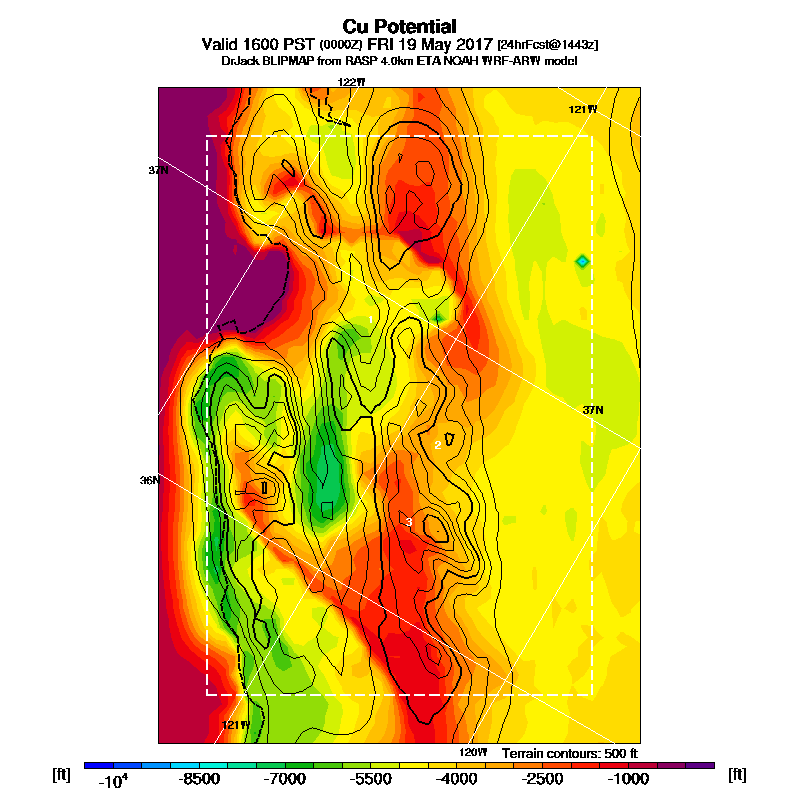 Cu Potential
Valid 1600 PST (0000Z) FRI 19 May 2017 [24hrFcst@1443z]
DrJack BLIPMAP from RASP 4.0km ETA NOAH WRF-ARW model
122W
121W
37N
1
37N
2
36N
3
121W
120W Terrain contours: 500 ft
[ft] -10⁴ -8500 -7000 -5500 -4000 -2500 -1000 [ft]